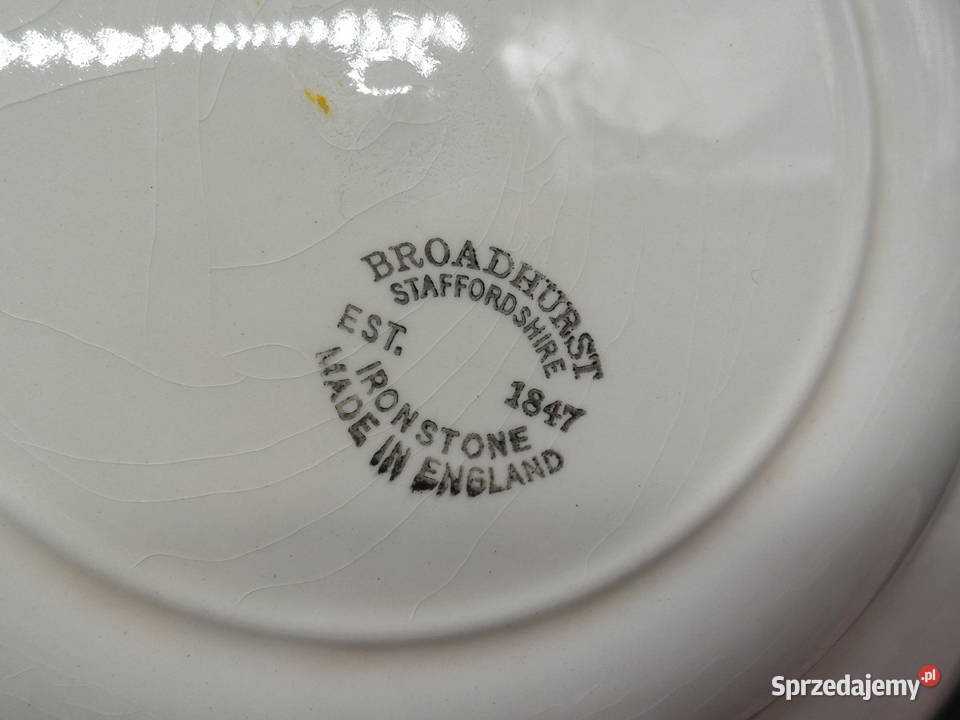 BROADHURST
STAFFORDSHIRE
EST. 1847
IRONSTONE
MADE IN ENGLAND
Sprzedajemy.pl